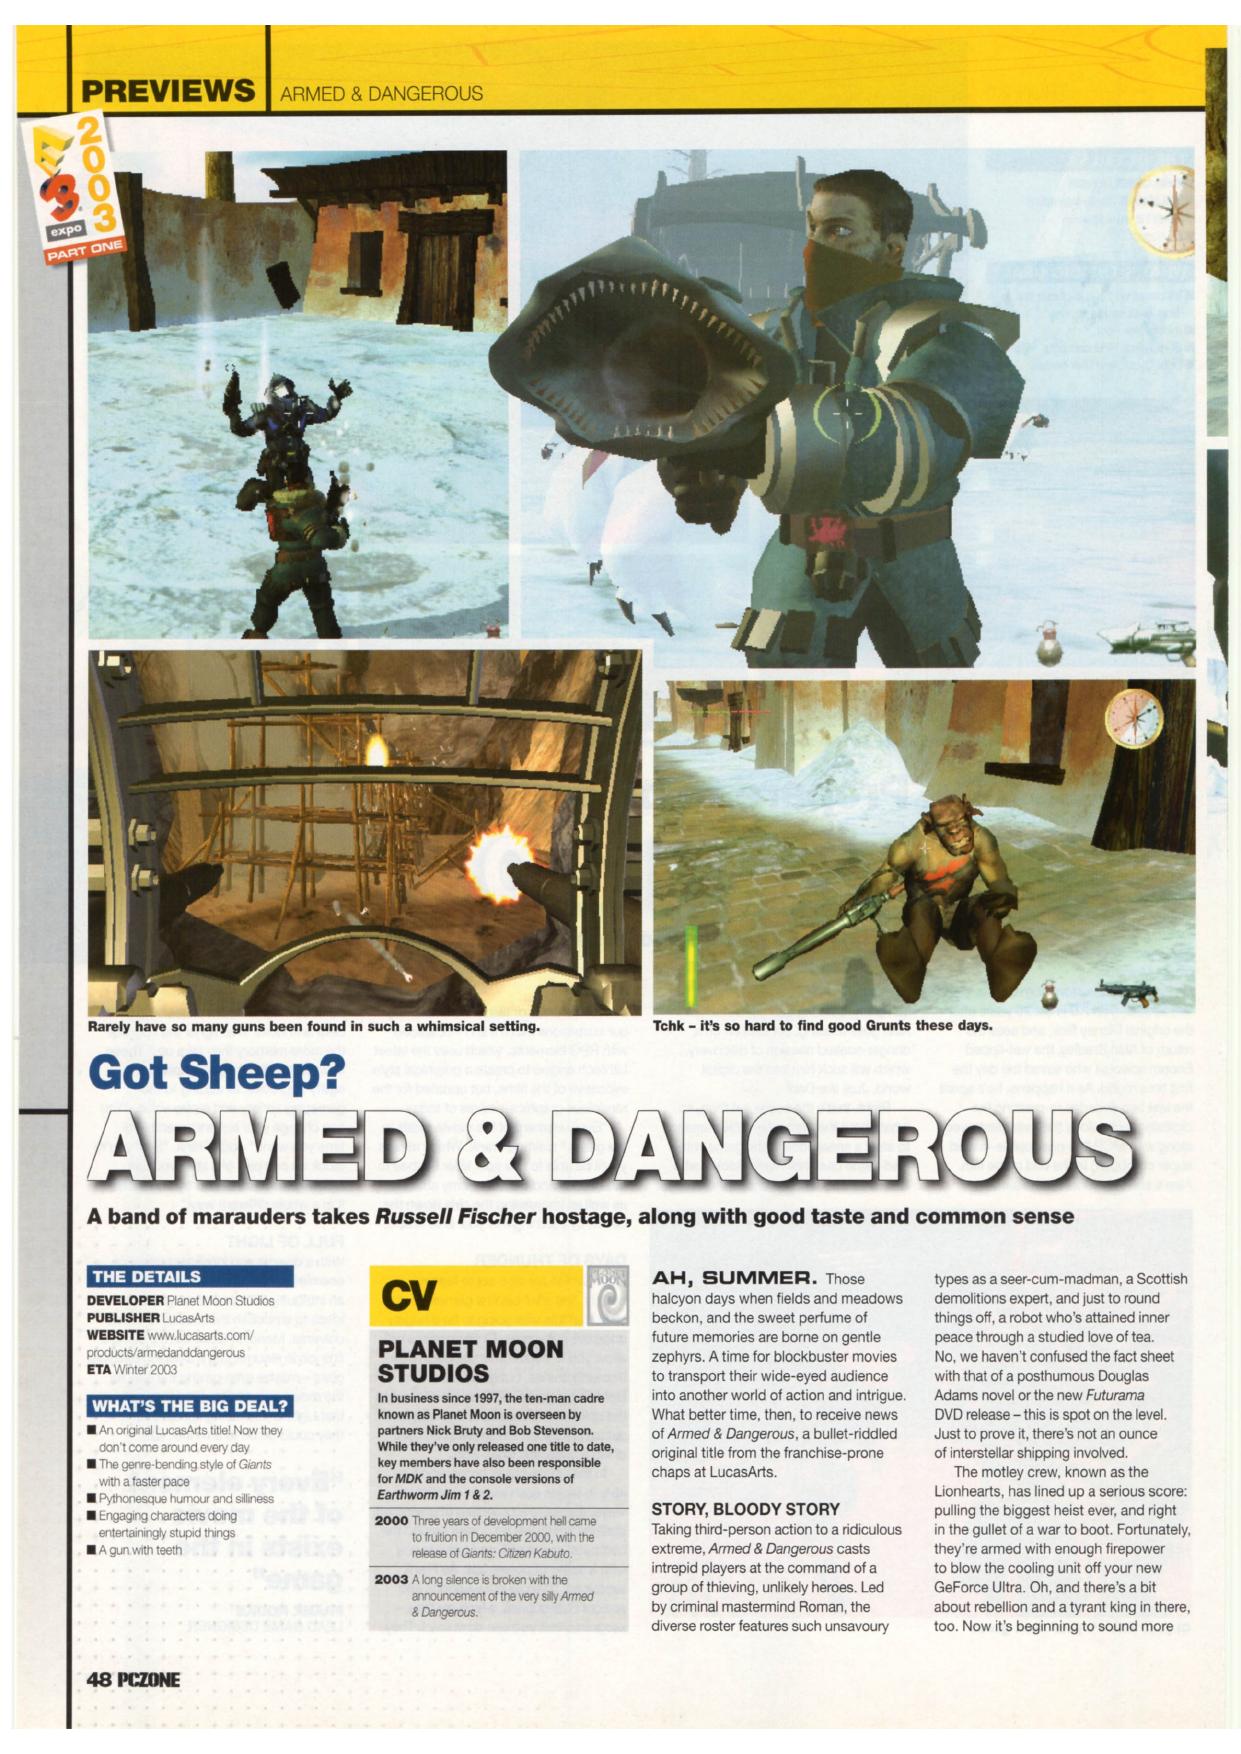 PREVIEWS
ARMED & DANGEROUS
E3
expo
2003
PART ONE
Rarely have so many guns been found in such a whimsical setting.
Tchk – it's so hard to find good Grunts these days.
Got Sheep?
ARMED & DANGEROUS
A band of marauders takes Russell Fischer hostage, along with good taste and common sense
THE DETAILS
DEVELOPER Planet Moon Studios
PUBLISHER LucasArts
WEBSITE www.lucasarts.com/
products/armedanddangerous
ETA Winter 2003
WHAT'S THE BIG DEAL?
■ An original LucasArts title! Now they
don't come around every day
■ The genre-bending style of Giants
with a faster pace
■ Pythonesque humour and silliness
■ Engaging characters doing
entertainingly stupid things
■ A gun with teeth
CV
PLANET MOON
STUDIOS
In business since 1997, the ten-man cadre
known as Planet Moon is overseen by
partners Nick Bruty and Bob Stevenson.
While they've only released one title to date,
key members have also been responsible
for MDK and the console versions of
Earthworm Jim 1 & 2.
2000 Three years of development hell came
to fruition in December 2000, with the
release of Giants: Citizen Kabuto.
2003 A long silence is broken with the
announcement of the very silly Armed
& Dangerous.
AH, SUMMER. Those
halcyon days when fields and meadows
beckon, and the sweet perfume of
future memories are borne on gentle
zephyrs. A time for blockbuster movies
to transport their wide-eyed audience
into another world of action and intrigue.
What better time, then, to receive news
of Armed & Dangerous, a bullet-riddled
original title from the franchise-prone
chaps at LucasArts.
STORY, BLOODY STORY
Taking third-person action to a ridiculous
extreme, Armed & Dangerous casts
intrepid players at the command of a
group of thieving, unlikely heroes. Led
by criminal mastermind Roman, the
diverse roster features such unsavoury
types as a seer-cum-madman, a Scottish
demolitions expert, and just to round
things off, a robot who's attained inner
peace through a studied love of tea.
No, we haven't confused the fact sheet
with that of a posthumous Douglas
Adams novel or the new Futurama
DVD release – this is spot on the level.
Just to prove it, there's not an ounce
of interstellar shipping involved.
The motley crew, known as the
Lionhearts, has lined up a serious score:
pulling the biggest heist ever, and right
in the gullet of a war to boot. Fortunately,
they're armed with enough firepower
to blow the cooling unit off your new
GeForce Ultra. Oh, and there's a bit
about rebellion and a tyrant king in there,
too. Now it's beginning to sound more
48 PCZONE